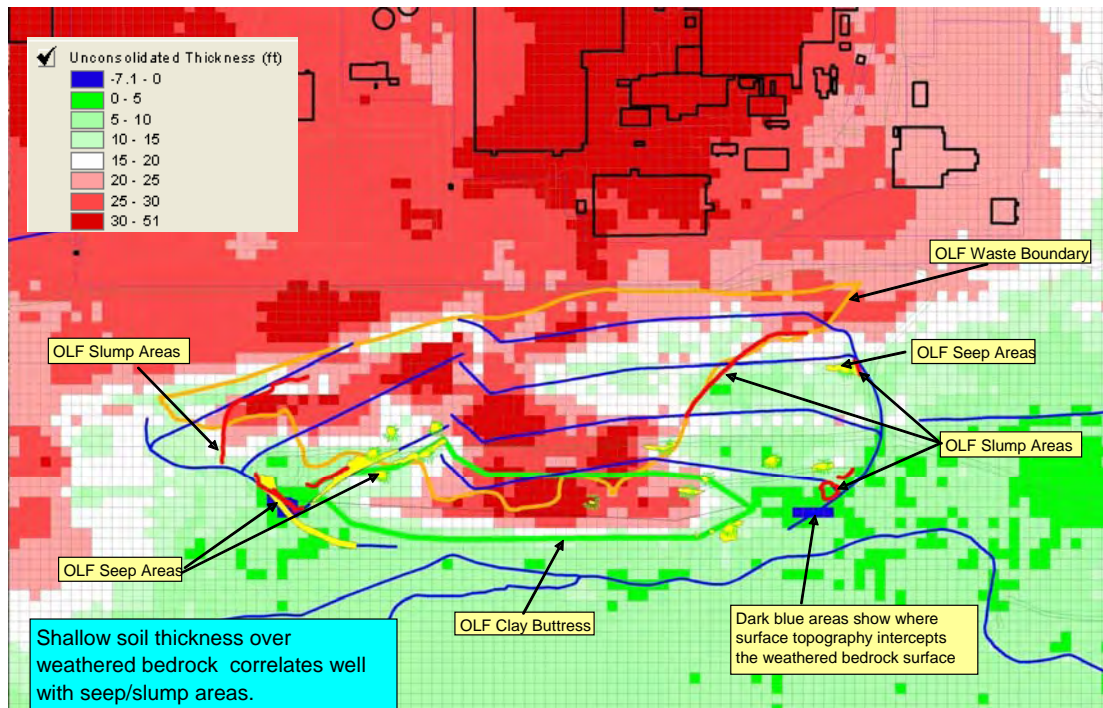 Unconsolidated Thickness (ft)
-7.1 - 0
0 - 5
5 - 10
10 - 15
15 - 20
20 - 25
25 - 30
30 - 51
OLF Waste Boundary
OLF Slump Areas
OLF Seep Areas
OLF Slump Areas
OLF Seep Areas
OLF Clay Buttress
Dark blue areas show where
surface topography intercepts
the weathered bedrock surface
Shallow soil thickness over
weathered bedrock correlates well
with seep/slump areas.